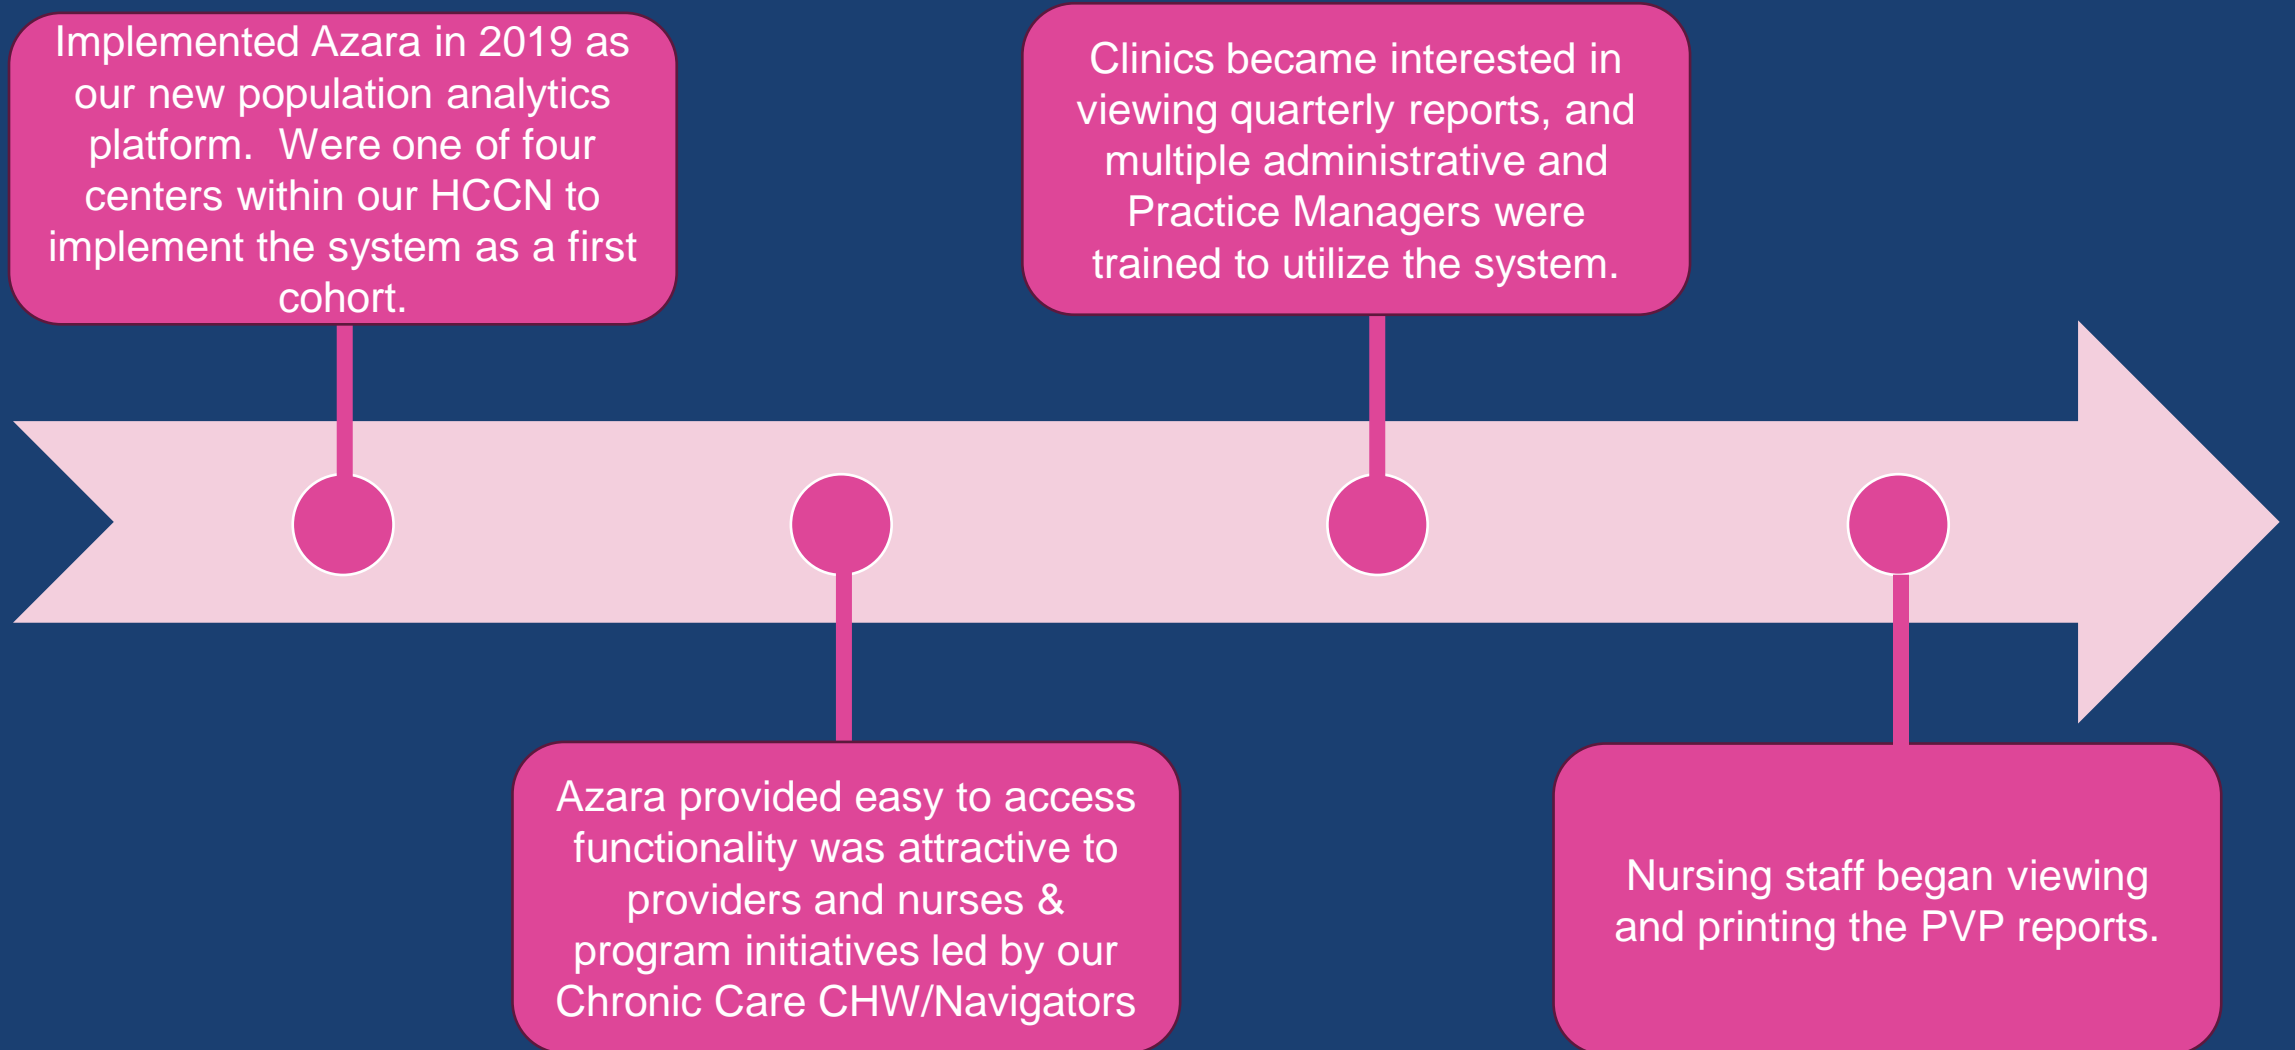 Implemented Azara in 2019 as
our new population analytics
platform.  Were one of four
centers within our HCCN to
implement the system as a first
cohort.
Azara provided easy to access
functionality was attractive to
providers and nurses &
program initiatives led by our
Chronic Care CHW/Navigators
Clinics became interested in
viewing quarterly reports, and
multiple administrative and
Practice Managers were
trained to utilize the system.
Nursing staff began viewing
and printing the PVP reports.